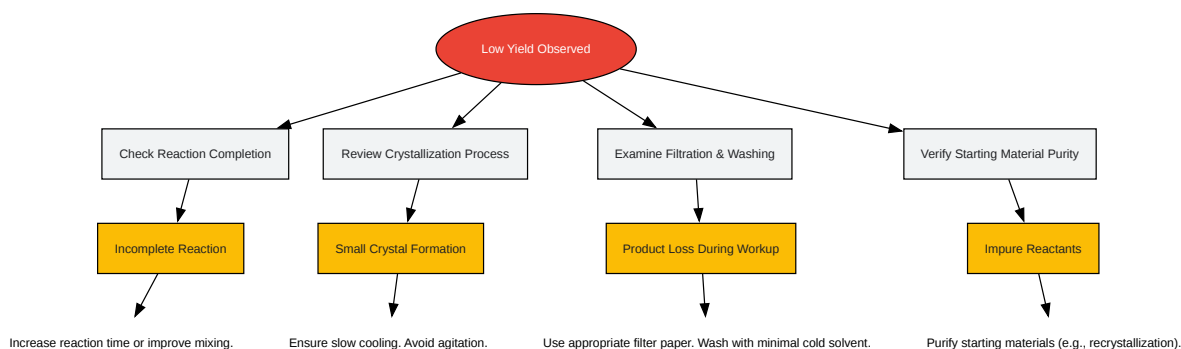 Low Yield Observed
Check Reaction Completion
Review Crystallization Process
Examine Filtration & Washing
Verify Starting Material Purity
Incomplete Reaction
Small Crystal Formation
Product Loss During Workup
Impure Reactants
Increase reaction time or improve mixing.
Ensure slow cooling. Avoid agitation.
Use appropriate filter paper. Wash with minimal cold solvent.
Purify starting materials (e.g., recrystallization).